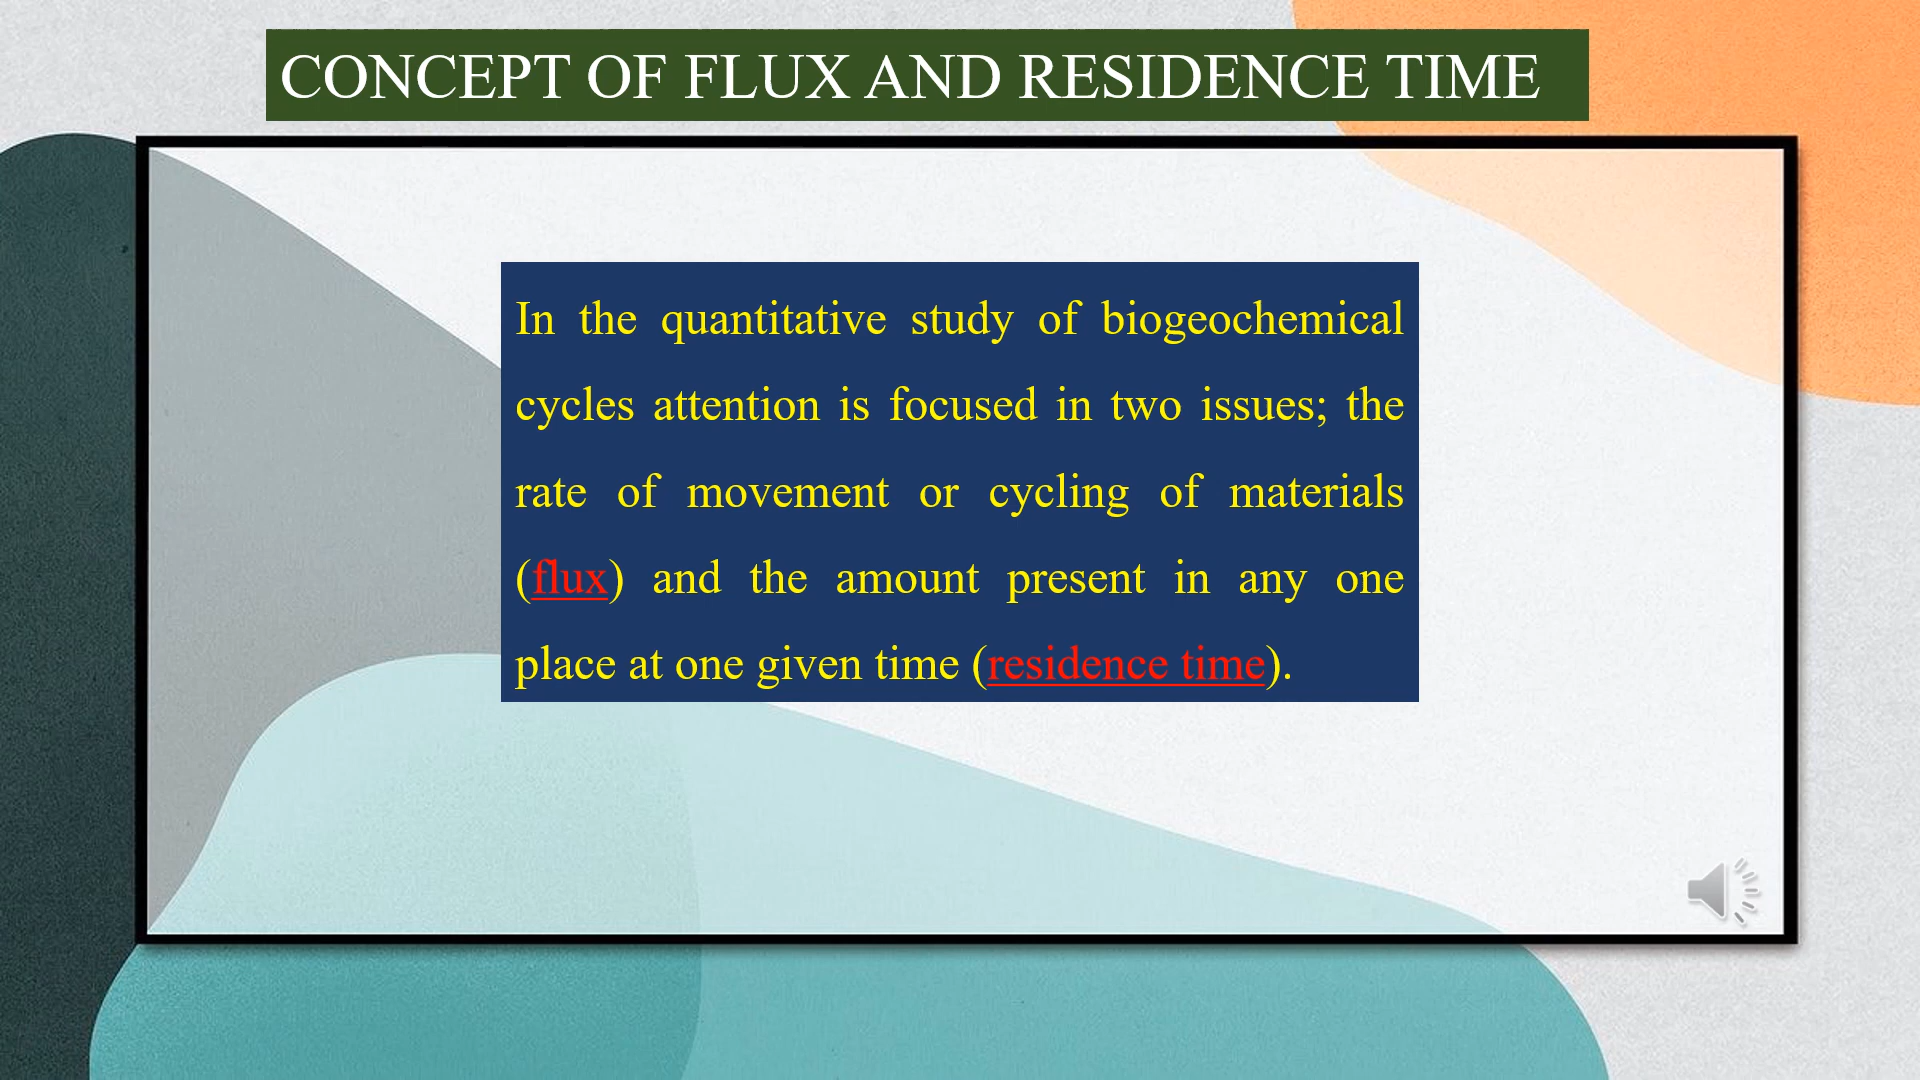 CONCEPT OF FLUX AND RESIDENCE TIME
In the quantitative study of biogeochemical
cycles attention is focused in two issues; the
rate of movement or cycling of materials
(flux) and the amount present in any one
place at one given time (residence time).